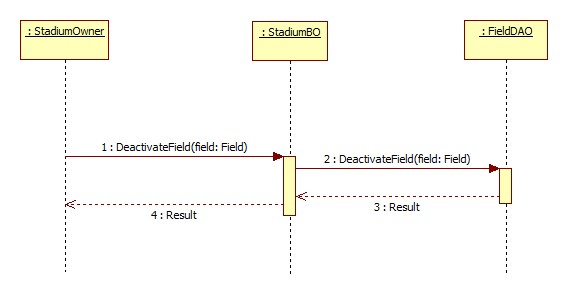 : StadiumOwner
: StadiumBO
: FieldDAO
1 : DeactivateField(field: Field)
2 : DeactivateField(field: Field)
3 : Result
4 : Result